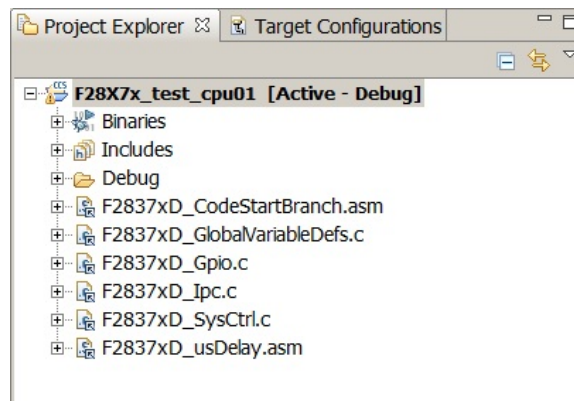 Project Explorer Target Configurations
F28X7x_test_cpu01 [Active - Debug]
Binaries
Includes
Debug
F2837xD_CodeStartBranch.asm
F2837xD_GlobalVariableDefs.c
F2837xD_Gpio.c
F2837xD_Ipc.c
F2837xD_SysCtrl.c
F2837xD_usDelay.asm